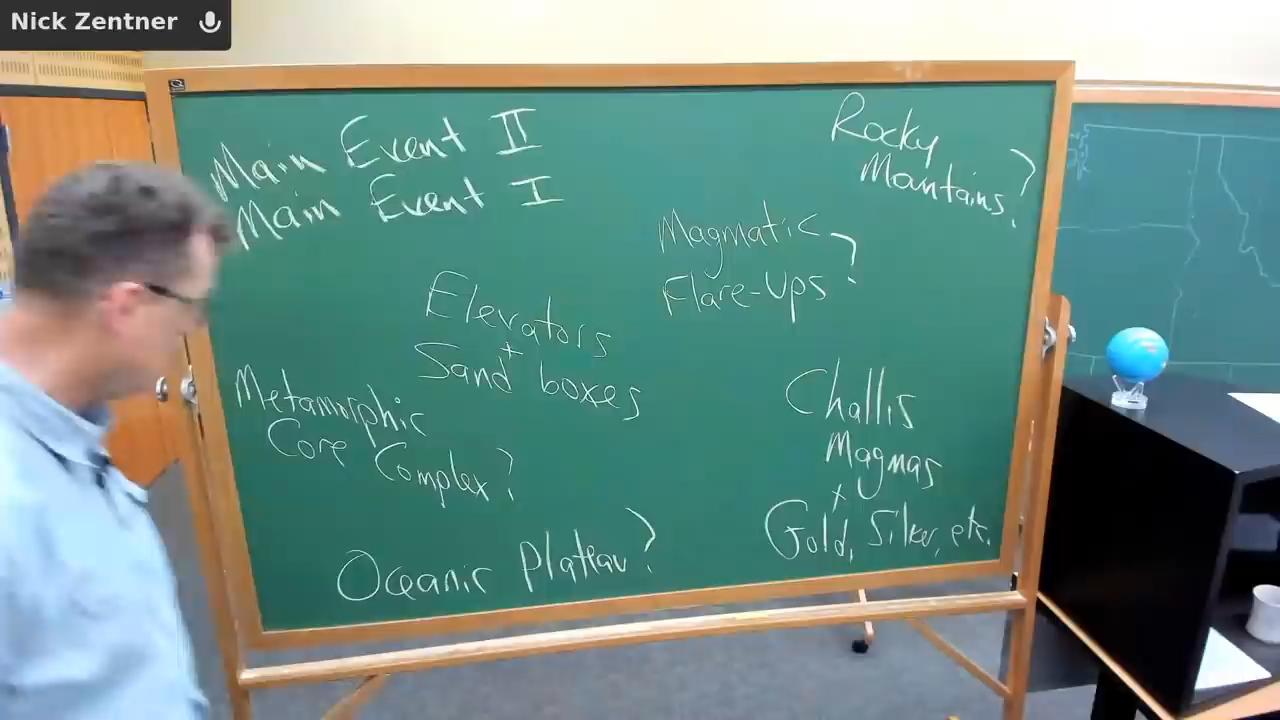 Nick Zentner
Main Event II
Main Event I
Rocky
Mountains?
Magmatic
Flare-ups?
Elevators
+
Sand boxes
Metamorphic
Core Complex?
Challis
Magmas
+
Gold, Silver, etc.
Oceanic Plateau?